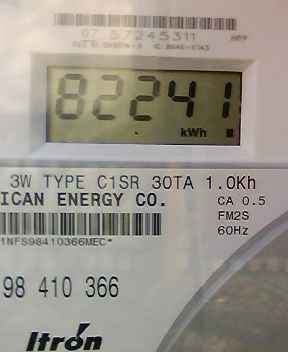 07 57245311 HPP
82241
kWh
3W TYPE C1SR 30TA 1.0Kh
ICAN ENERGY CO.
CA 0.5
FM2S
60Hz
1NFS98410366MEC*
98 410 366
Itron